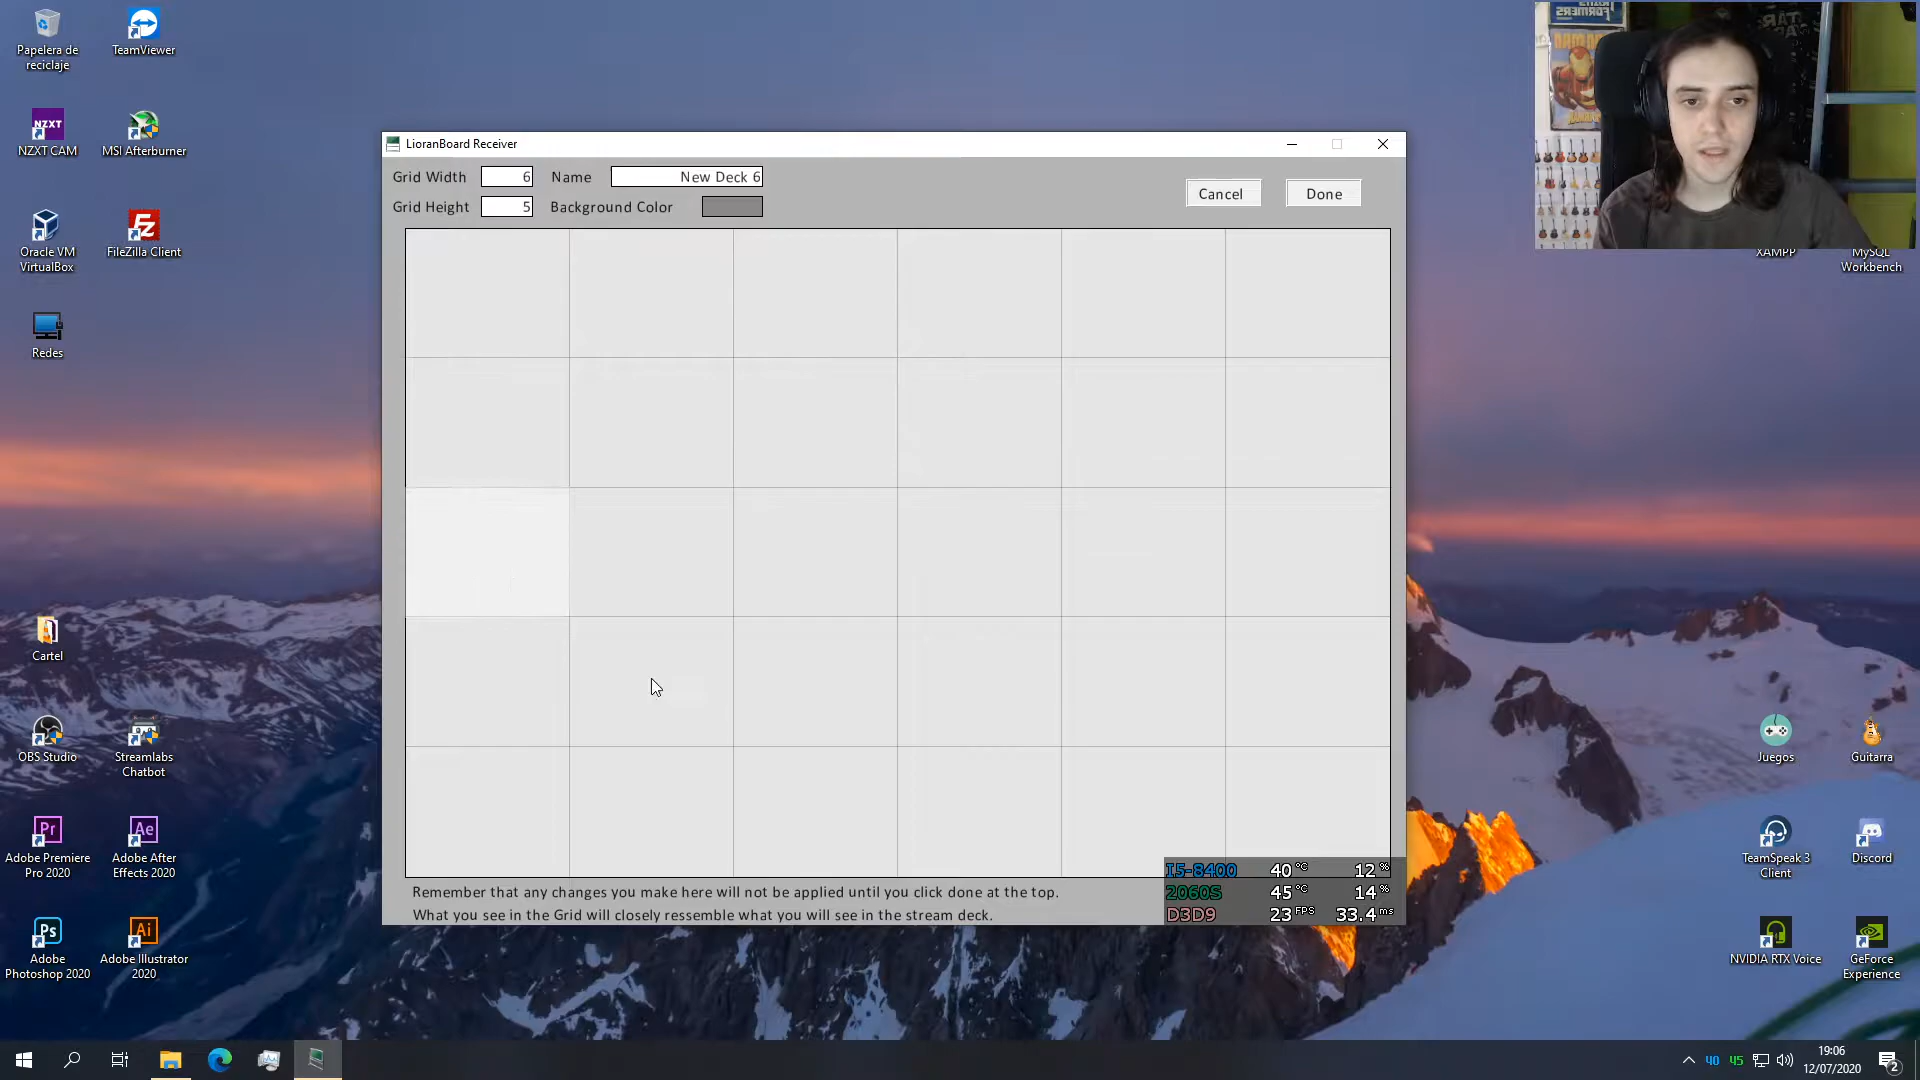 Papelera de
reciclaje
TeamViewer
NZXT
NZXT CAM
MSI Afterburner
Oracle VM
VirtualBox
FileZilla Client
Redes
Cartel
OBS Studio
Streamlabs
Chatbot
Pr
Adobe Premiere
Pro 2020
Ae
Adobe After
Effects 2020
Ps
Adobe
Photoshop 2020
Ai
Adobe Illustrator
2020
LioranBoard Receiver
Grid Width 6 Name New Deck 6
Grid Height 5 Background Color
Cancel Done
Remember that any changes you make here will not be applied until you click done at the top.
What you see in the Grid will closely ressemble what you will see in the stream deck.
I5-8400 40 °C 12 %
2060S 45 °C 14 %
D3D9 23 FPS 33.4 ms
XAMPP
MySQL
Workbench
Juegos
Guitarra
TeamSpeak 3
Client
Discord
NVIDIA RTX Voice
GeForce
Experience
40 45
19:06
12/07/2020
2